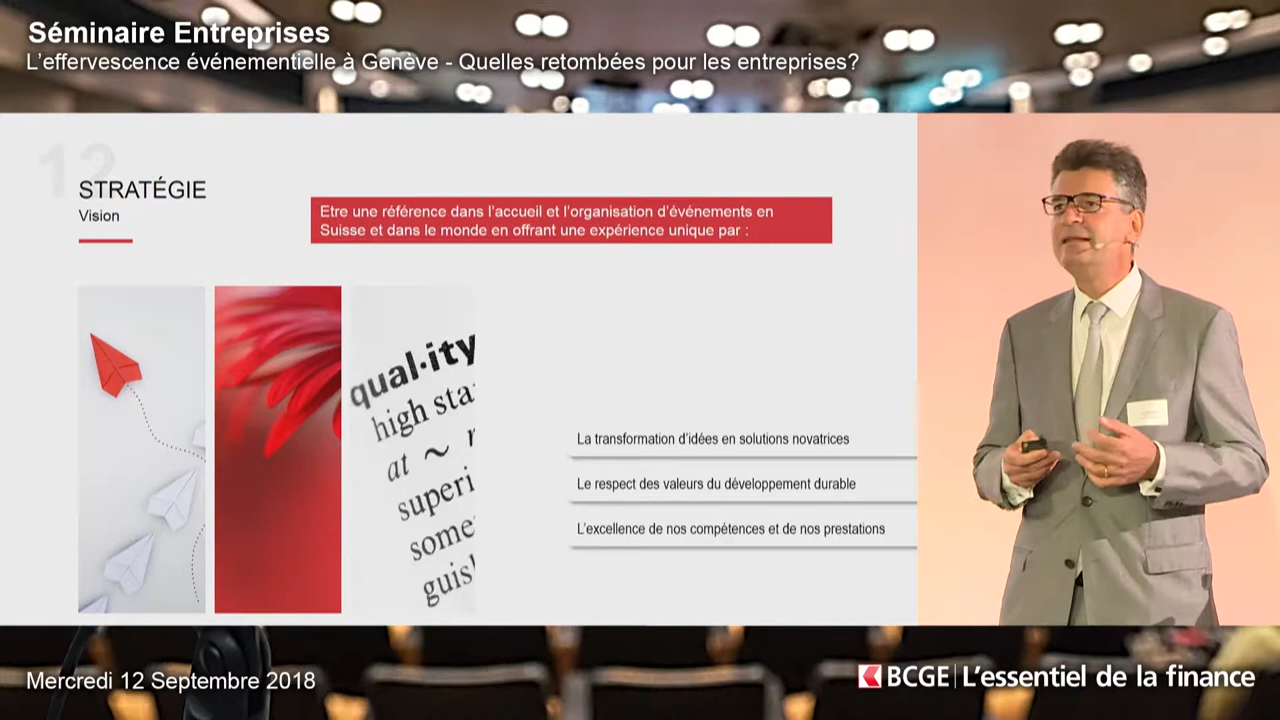 Séminaire Entreprises
L'effervescence événementielle à Genève - Quelles retombées pour les entreprises?
12
STRATÉGIE
Vision
Etre une référence dans l'accueil et l'organisation d'événements en
Suisse et dans le monde en offrant une expérience unique par :
qual·ity
high sta
at ~
superi
some
guis
La transformation d'idées en solutions novatrices
Le respect des valeurs du développement durable
L'excellence de nos compétences et de nos prestations
Mercredi 12 Septembre 2018
BCGE | L'essentiel de la finance